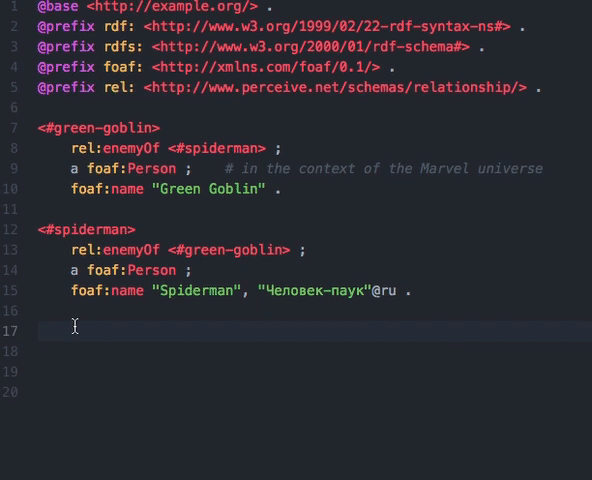 1 @base <http://example.org/> .
2 @prefix rdf: <http://www.w3.org/1999/02/22-rdf-syntax-ns#> .
3 @prefix rdfs: <http://www.w3.org/2000/01/rdf-schema#> .
4 @prefix foaf: <http://xmlns.com/foaf/0.1/> .
5 @prefix rel: <http://www.perceive.net/schemas/relationship/> .
6
7 <#green-goblin>
8 rel:enemyOf <#spiderman> ;
9 a foaf:Person ; # in the context of the Marvel universe
10 foaf:name "Green Goblin" .
11
12 <#spiderman>
13 rel:enemyOf <#green-goblin> ;
14 a foaf:Person ;
15 foaf:name "Spiderman", "Человек-паук"@ru .
16
17
18
19
20